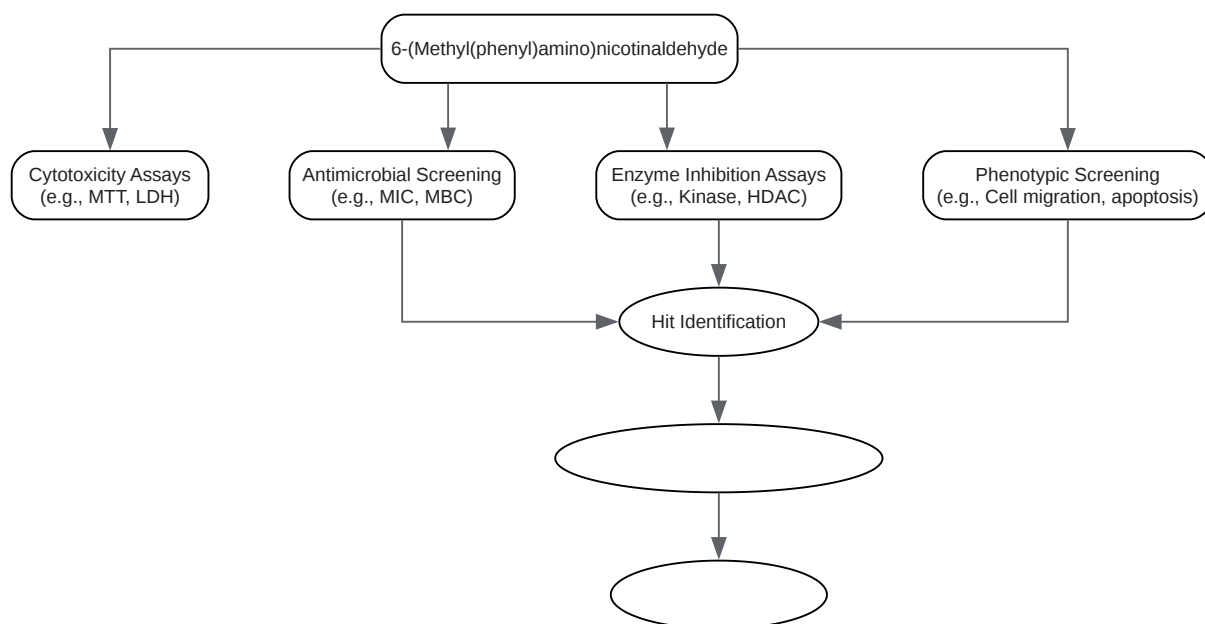 6-(Methyl(phenyl)amino)nicotinaldehyde
Cytotoxicity Assays
(e.g., MTT, LDH)
Antimicrobial Screening
(e.g., MIC, MBC)
Enzyme Inhibition Assays
(e.g., Kinase, HDAC)
Phenotypic Screening
(e.g., Cell migration, apoptosis)
Hit Identification